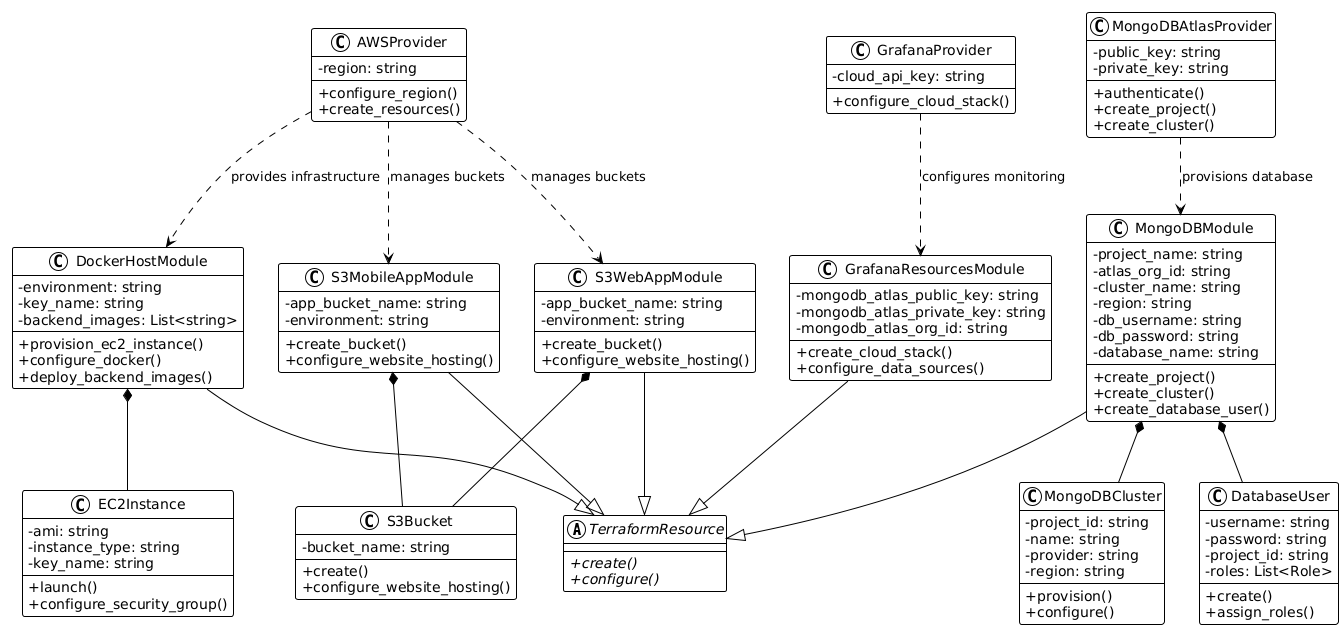 C AWSProvider
-region: string
+configure_region()
+create_resources()
C GrafanaProvider
-cloud_api_key: string
+configure_cloud_stack()
C MongoDBAtlasProvider
-public_key: string
-private_key: string
+authenticate()
+create_project()
+create_cluster()
provides infrastructure
manages buckets
manages buckets
configures monitoring
provisions database
C DockerHostModule
-environment: string
-key_name: string
-backend_images: List<string>
+provision_ec2_instance()
+configure_docker()
+deploy_backend_images()
C S3MobileAppModule
-app_bucket_name: string
-environment: string
+create_bucket()
+configure_website_hosting()
C S3WebAppModule
-app_bucket_name: string
-environment: string
+create_bucket()
+configure_website_hosting()
C GrafanaResourcesModule
-mongodb_atlas_public_key: string
-mongodb_atlas_private_key: string
-mongodb_atlas_org_id: string
+create_cloud_stack()
+configure_data_sources()
C MongoDBModule
-project_name: string
-atlas_org_id: string
-cluster_name: string
-region: string
-db_username: string
-db_password: string
-database_name: string
+create_project()
+create_cluster()
+create_database_user()
C EC2Instance
-ami: string
-instance_type: string
-key_name: string
+launch()
+configure_security_group()
C S3Bucket
-bucket_name: string
+create()
+configure_website_hosting()
A TerraformResource
+create()
+configure()
C MongoDBCluster
-project_id: string
-name: string
-provider: string
-region: string
+provision()
+configure()
C DatabaseUser
-username: string
-password: string
-project_id: string
-roles: List<Role>
+create()
+assign_roles()